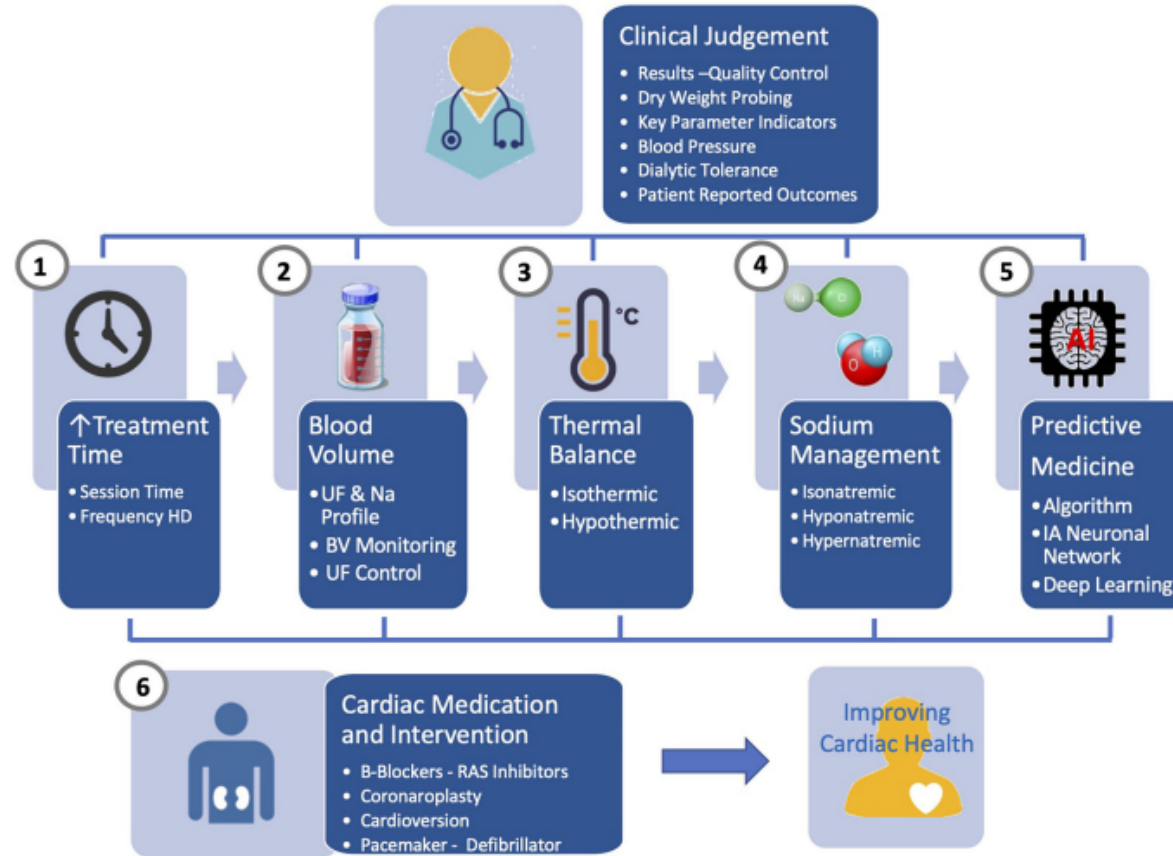 Clinical Judgement
• Results –Quality Control
• Dry Weight Probing
• Key Parameter Indicators
• Blood Pressure
• Dialytic Tolerance
• Patient Reported Outcomes
1
↑Treatment
Time
• Session Time
• Frequency HD
2
Blood
Volume
• UF & Na
Profile
• BV Monitoring
• UF Control
3
°C
Thermal
Balance
• Isothermic
• Hypothermic
4
Na
Cl
O
H
Sodium
Management
• Isonatremic
• Hyponatremic
• Hypernatremic
5
AI
Predictive
Medicine
• Algorithm
• IA Neuronal
Network
• Deep Learning
6
Cardiac Medication
and Intervention
• B-Blockers - RAS Inhibitors
• Coronaroplasty
• Cardioversion
• Pacemaker - Defibrillator
Improving
Cardiac Health